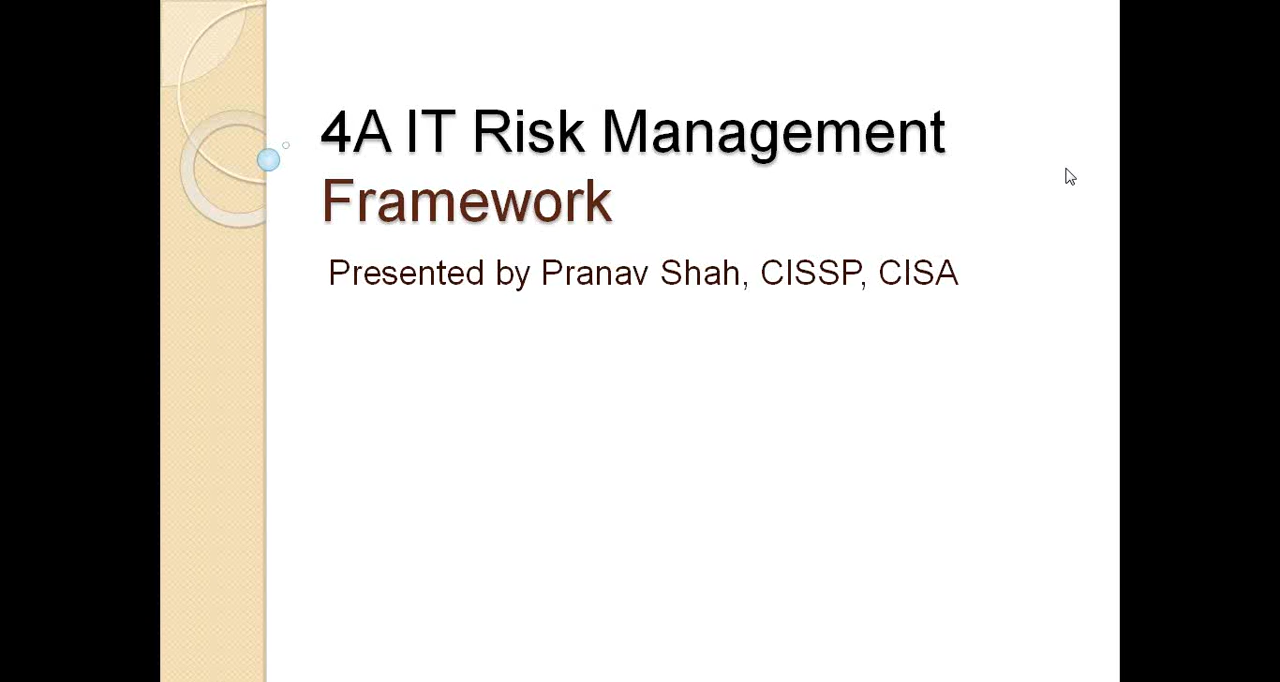 4A IT Risk Management
Framework
Presented by Pranav Shah, CISSP, CISA